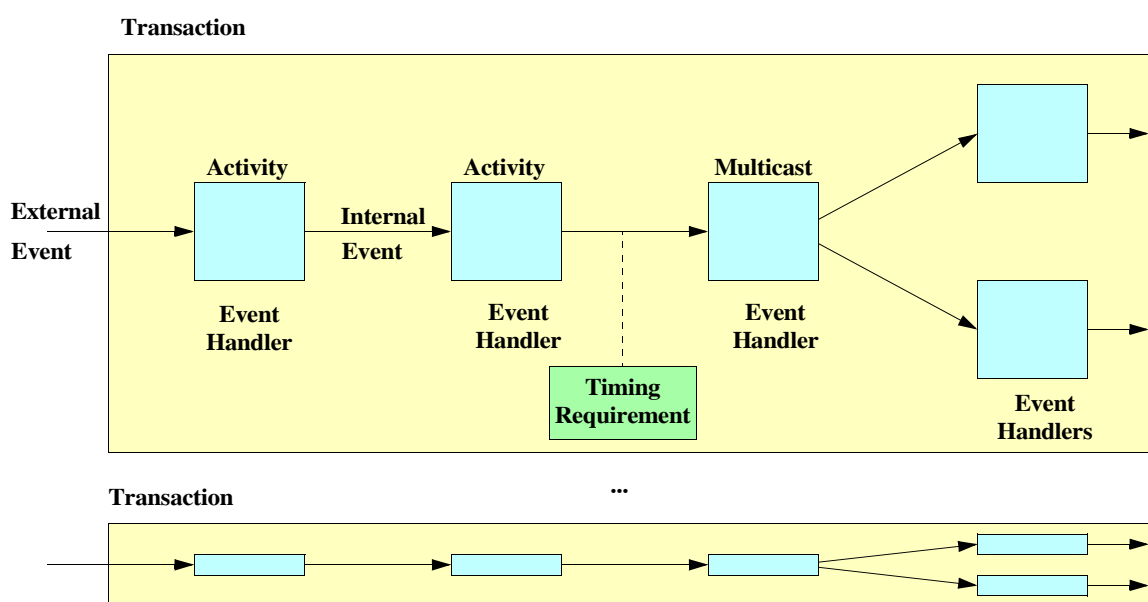 Transaction
Activity
Activity
Multicast
External
Event
Internal
Event
Event
Handler
Event
Handler
Event
Handler
Timing
Requirement
Event
Handlers
Transaction
...